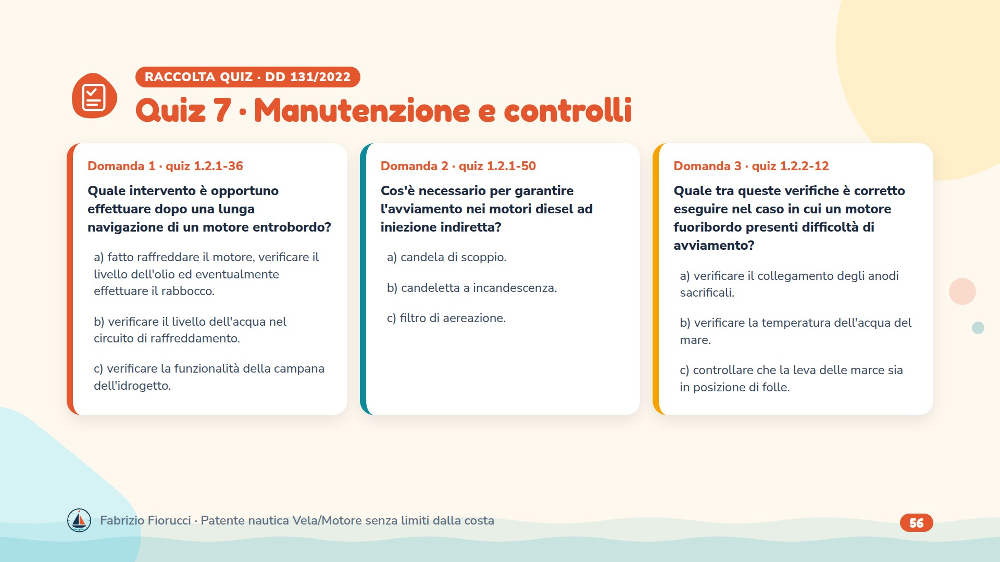 RACCOLTA QUIZ · DD 131/2022
Quiz 7 · Manutenzione e controlli
Domanda 1 · quiz 1.2.1-36
Quale intervento è opportuno
effettuare dopo una lunga
navigazione di un motore entrobordo?
a) fatto raffreddare il motore, verificare il
livello dell'olio ed eventualmente
effettuare il rabbocco.
b) verificare il livello dell'acqua nel
circuito di raffreddamento.
c) verificare la funzionalità della campana
dell'idrogetto.
Domanda 2 · quiz 1.2.1-50
Cos'è necessario per garantire
l'avviamento nei motori diesel ad
iniezione indiretta?
a) candela di scoppio.
b) candeletta a incandescenza.
c) filtro di aereazione.
Domanda 3 · quiz 1.2.2-12
Quale tra queste verifiche è corretto
eseguire nel caso in cui un motore
fuoribordo presenti difficoltà di
avviamento?
a) verificare il collegamento degli anodi
sacrificali.
b) verificare la temperatura dell'acqua del
mare.
c) controllare che la leva delle marce sia
in posizione di folle.
Fabrizio Fiorucci · Patente nautica Vela/Motore senza limiti dalla costa
56